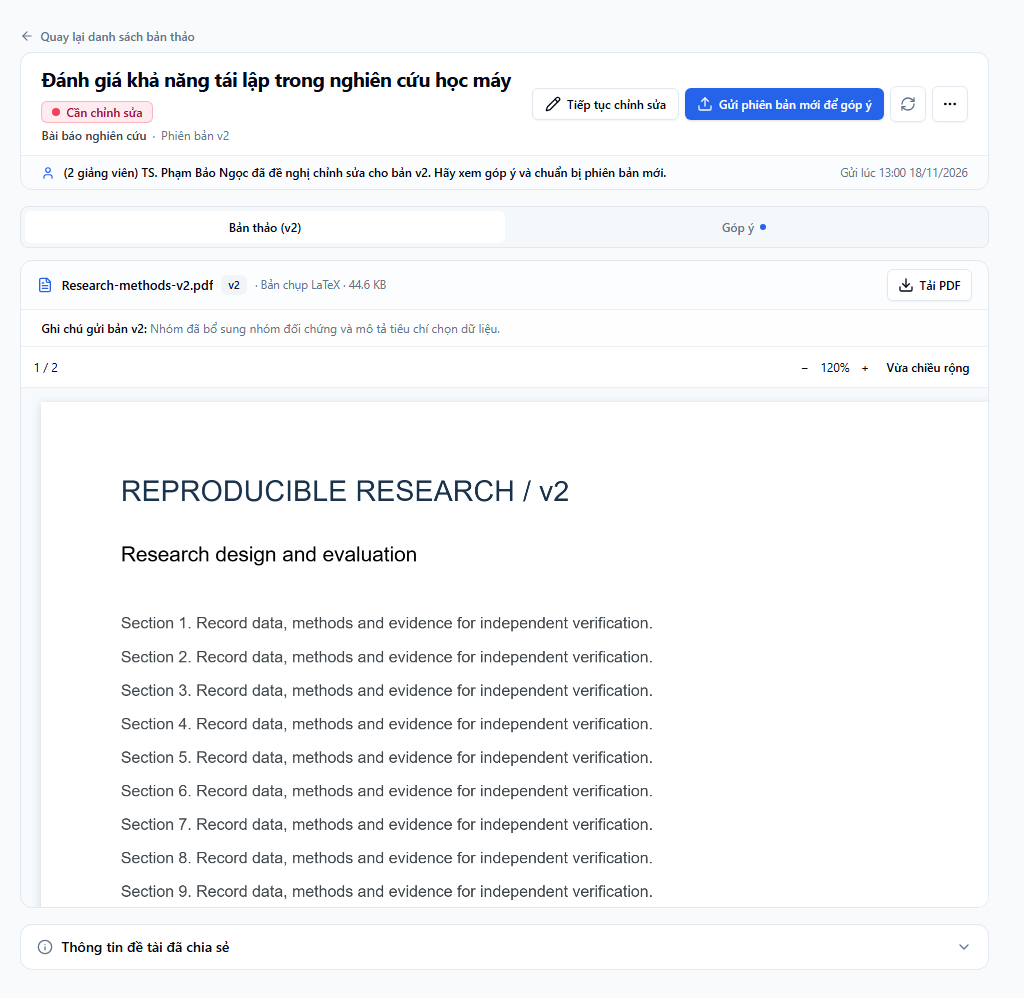 Quay lại danh sách bản thảo
Đánh giá khả năng tái lập trong nghiên cứu học máy
Cần chỉnh sửa
Bài báo nghiên cứu · Phiên bản v2
Tiếp tục chỉnh sửa
Gửi phiên bản mới để góp ý
(2 giảng viên) TS. Phạm Bảo Ngọc đã đề nghị chỉnh sửa cho bản v2. Hãy xem góp ý và chuẩn bị phiên bản mới.
Gửi lúc 13:00 18/11/2026
Bản thảo (v2)
Góp ý
Research-methods-v2.pdf v2 · Bản chụp LaTeX · 44.6 KB
Tải PDF
Ghi chú gửi bản v2: Nhóm đã bổ sung nhóm đối chứng và mô tả tiêu chí chọn dữ liệu.
1 / 2
− 120% + Vừa chiều rộng
REPRODUCIBLE RESEARCH / v2
Research design and evaluation
Section 1. Record data, methods and evidence for independent verification.
Section 2. Record data, methods and evidence for independent verification.
Section 3. Record data, methods and evidence for independent verification.
Section 4. Record data, methods and evidence for independent verification.
Section 5. Record data, methods and evidence for independent verification.
Section 6. Record data, methods and evidence for independent verification.
Section 7. Record data, methods and evidence for independent verification.
Section 8. Record data, methods and evidence for independent verification.
Section 9. Record data, methods and evidence for independent verification.
Thông tin đề tài đã chia sẻ